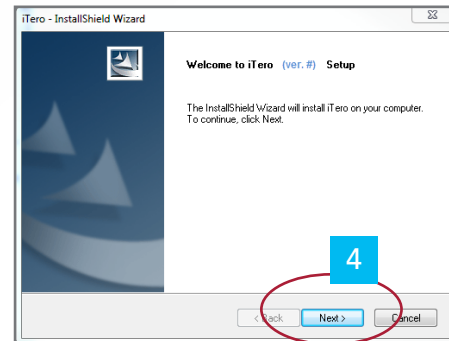 iTero - InstallShield Wizard
Welcome to iTero (ver. #) Setup
The InstallShield Wizard will install iTero on your computer.
To continue, click Next.
4
< Back Next > Cancel